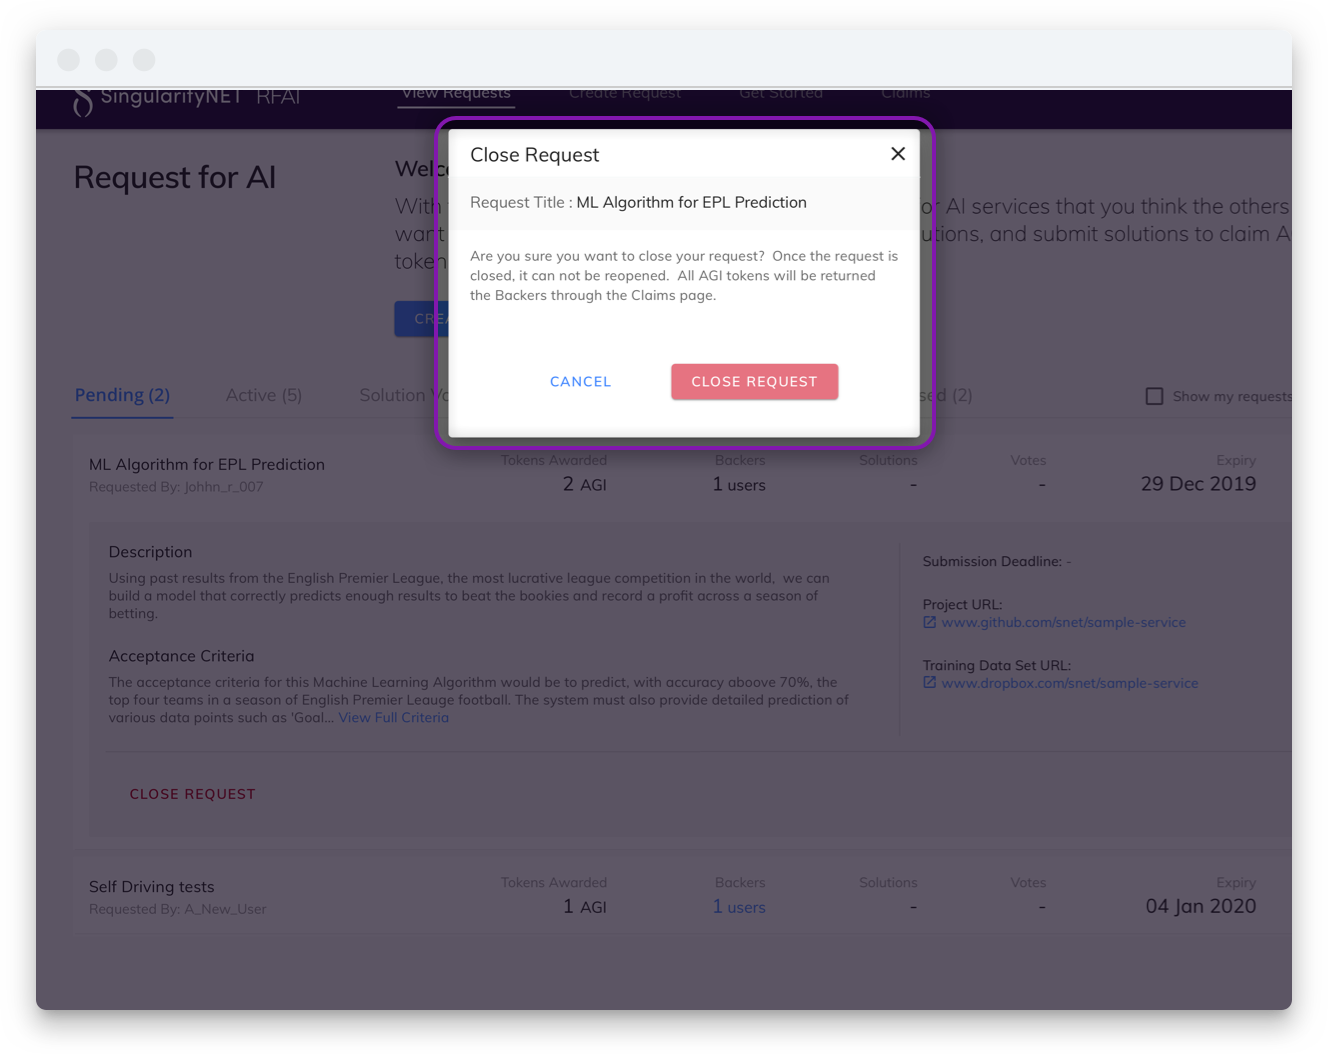 SingularityNET RFAI
View Requests Create Request Get Started Claims
Close Request
Request for AI
With or AI services that you think the others
want utions, and submit solutions to claim A
token
Request Title : ML Algorithm for EPL Prediction
Are you sure you want to close your request? Once the request is
closed, it can not be reopened. All AGI tokens will be returned
the Backers through the Claims page.
CANCEL CLOSE REQUEST
Pending (2) Active (5) Solution sed (2) Show my requests
ML Algorithm for EPL Prediction Tokens Awarded Backers Solutions Votes Expiry
Requested By: Johhn_r_007 2 AGI 1 users - - 29 Dec 2019
Description
Using past results from the English Premier League, the most lucrative league competition in the world, we can
build a model that correctly predicts enough results to beat the bookies and record a profit across a season of
betting.
Acceptance Criteria
The acceptance criteria for this Machine Learning Algorithm would be to predict, with accuracy aboove 70%, the
top four teams in a season of English Premier Leauge football. The system must also provide detailed prediction of
various data points such as 'Goal... View Full Criteria
Submission Deadline: -
Project URL:
www.github.com/snet/sample-service
Training Data Set URL:
www.dropbox.com/snet/sample-service
CLOSE REQUEST
Self Driving tests Tokens Awarded Backers Solutions Votes Expiry
Requested By: A_New_User 1 AGI 1 users - - 04 Jan 2020